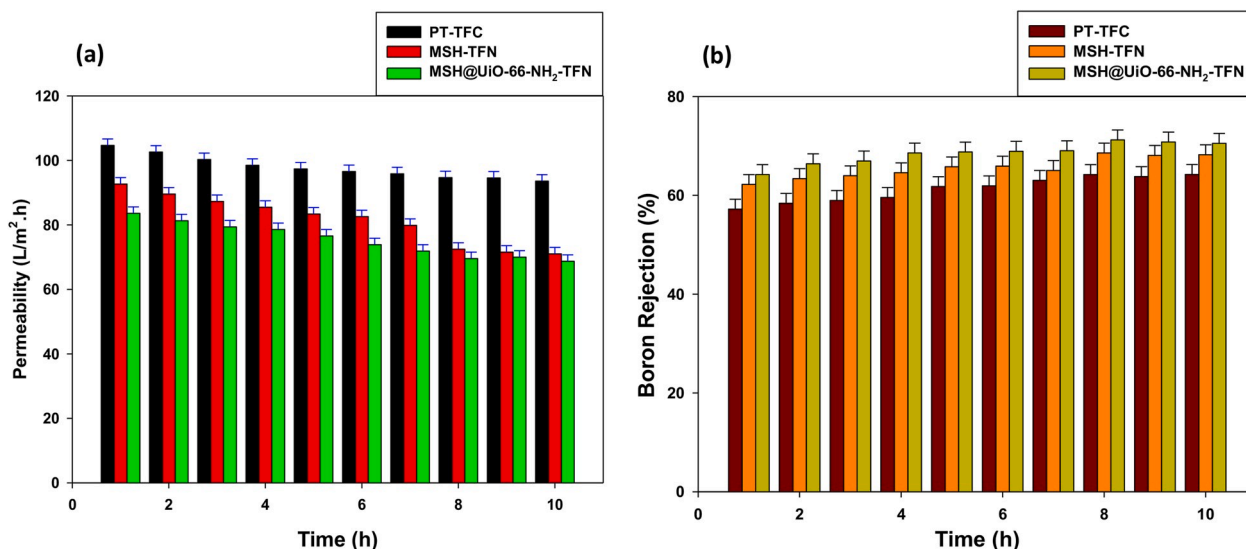 (a)
PT-TFC
MSH-TFN
MSH@UiO-66-NH₂-TFN
Permeability (L/m².h)
120
100
80
60
40
20
0
0 2 4 6 8 10
Time (h)
(b)
PT-TFC
MSH-TFN
MSH@UiO-66-NH₂-TFN
Boron Rejection (%)
80
60
40
20
0
0 2 4 6 8 10
Time (h)